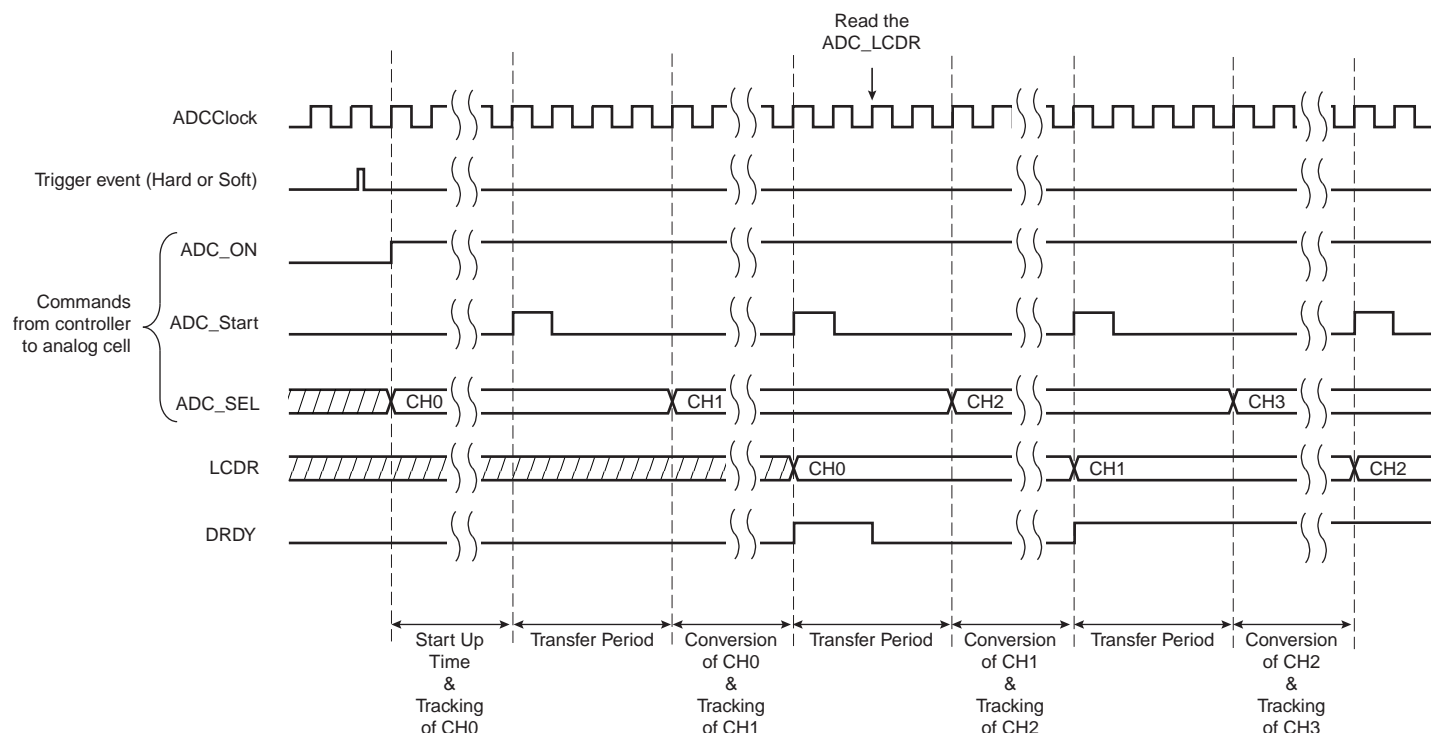 Read the
ADC_LCDR
ADCClock
Trigger event (Hard or Soft)
ADC_ON
Commands
from controller
to analog cell
ADC_Start
ADC_SEL
CH0
CH1
CH2
CH3
LCDR
CH0
CH1
CH2
DRDY
Start Up
Time
&
Tracking
of CH0
Transfer Period
Conversion
of CH0
&
Tracking
of CH1
Transfer Period
Conversion
of CH1
&
Tracking
of CH2
Transfer Period
Conversion
of CH2
&
Tracking
of CH3